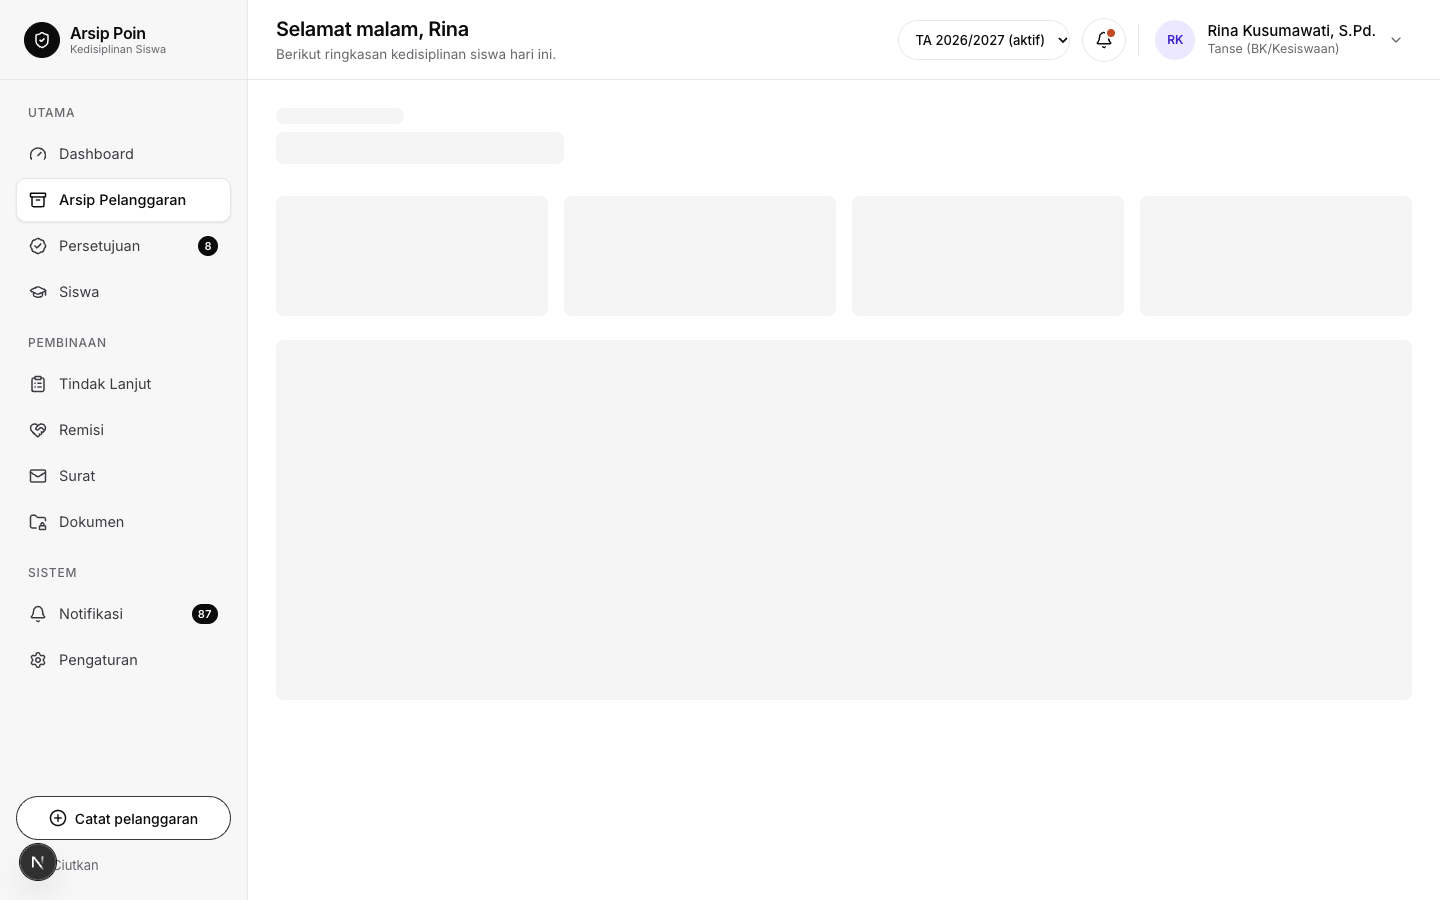 Arsip Poin
Kedisiplinan Siswa
UTAMA
Dashboard
Arsip Pelanggaran
Persetujuan 8
Siswa
PEMBINAAN
Tindak Lanjut
Remisi
Surat
Dokumen
SISTEM
Notifikasi 87
Pengaturan
Catat pelanggaran
N Ciutkan
Selamat malam, Rina
Berikut ringkasan kedisiplinan siswa hari ini.
TA 2026/2027 (aktif)
RK
Rina Kusumawati, S.Pd.
Tanse (BK/Kesiswaan)